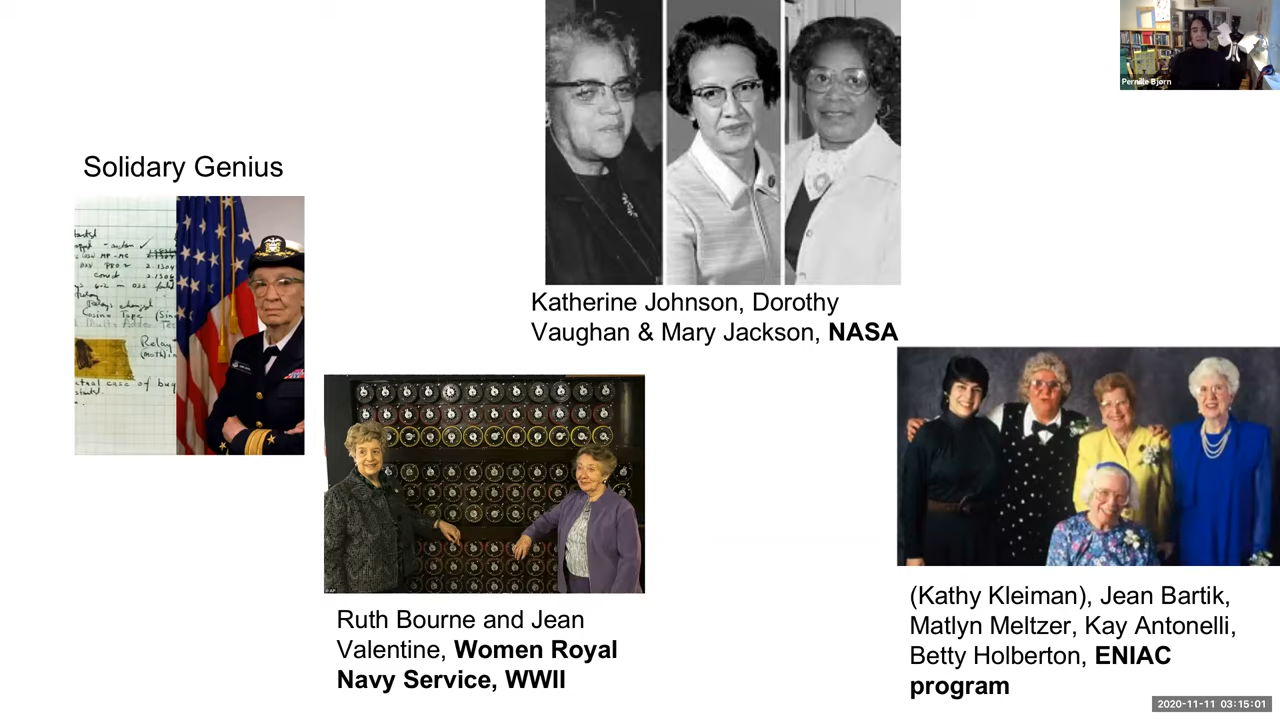 Pernille Bjørn
Solidary Genius
Katherine Johnson, Dorothy
Vaughan & Mary Jackson, NASA
Ruth Bourne and Jean
Valentine, Women Royal
Navy Service, WWII
(Kathy Kleiman), Jean Bartik,
Matlyn Meltzer, Kay Antonelli,
Betty Holberton, ENIAC
program
2020-11-11 03:15:01
Relay